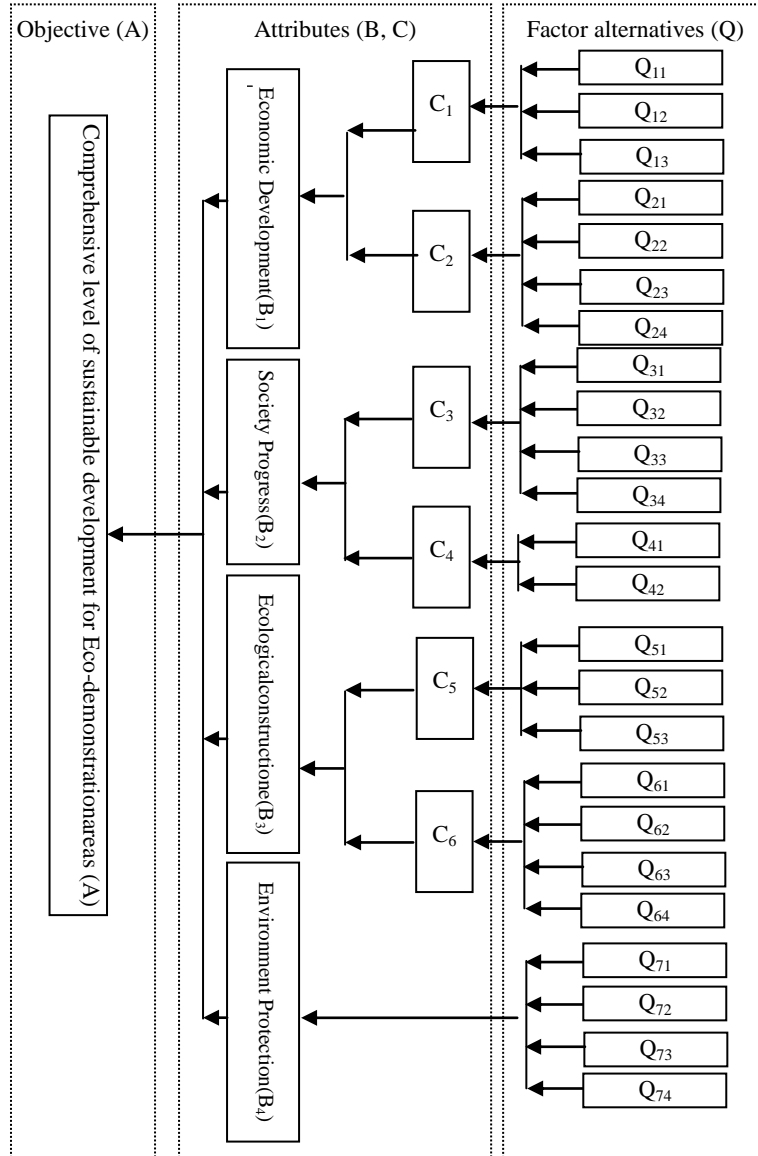 Objective (A)
Attributes (B, C)
Factor alternatives (Q)
Comprehensive level of sustainable development for Eco-demonstrationareas (A)
Economic Development(B₁)
Society Progress(B₂)
Ecologicalconstructione(B₃)
Environment Protection(B₄)
C₁
C₂
C₃
C₄
C₅
C₆
Q₁₁
Q₁₂
Q₁₃
Q₂₁
Q₂₂
Q₂₃
Q₂₄
Q₃₁
Q₃₂
Q₃₃
Q₃₄
Q₄₁
Q₄₂
Q₅₁
Q₅₂
Q₅₃
Q₆₁
Q₆₂
Q₆₃
Q₆₄
Q₇₁
Q₇₂
Q₇₃
Q₇₄